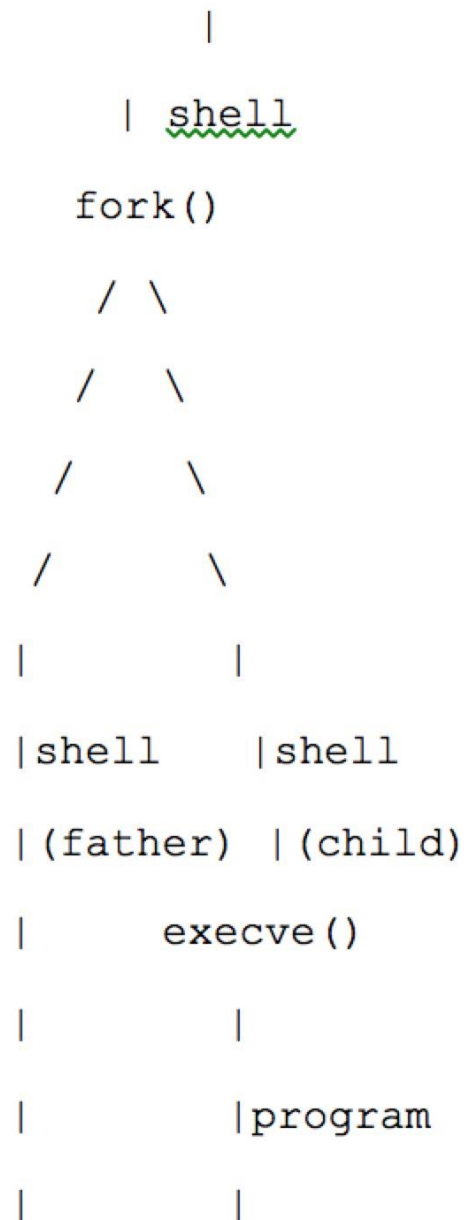 |
| shell
fork()
/ \
/ \
/ \
/ \
| |
|shell |shell
|(father) |(child)
| execve()
| |
| |program
| |